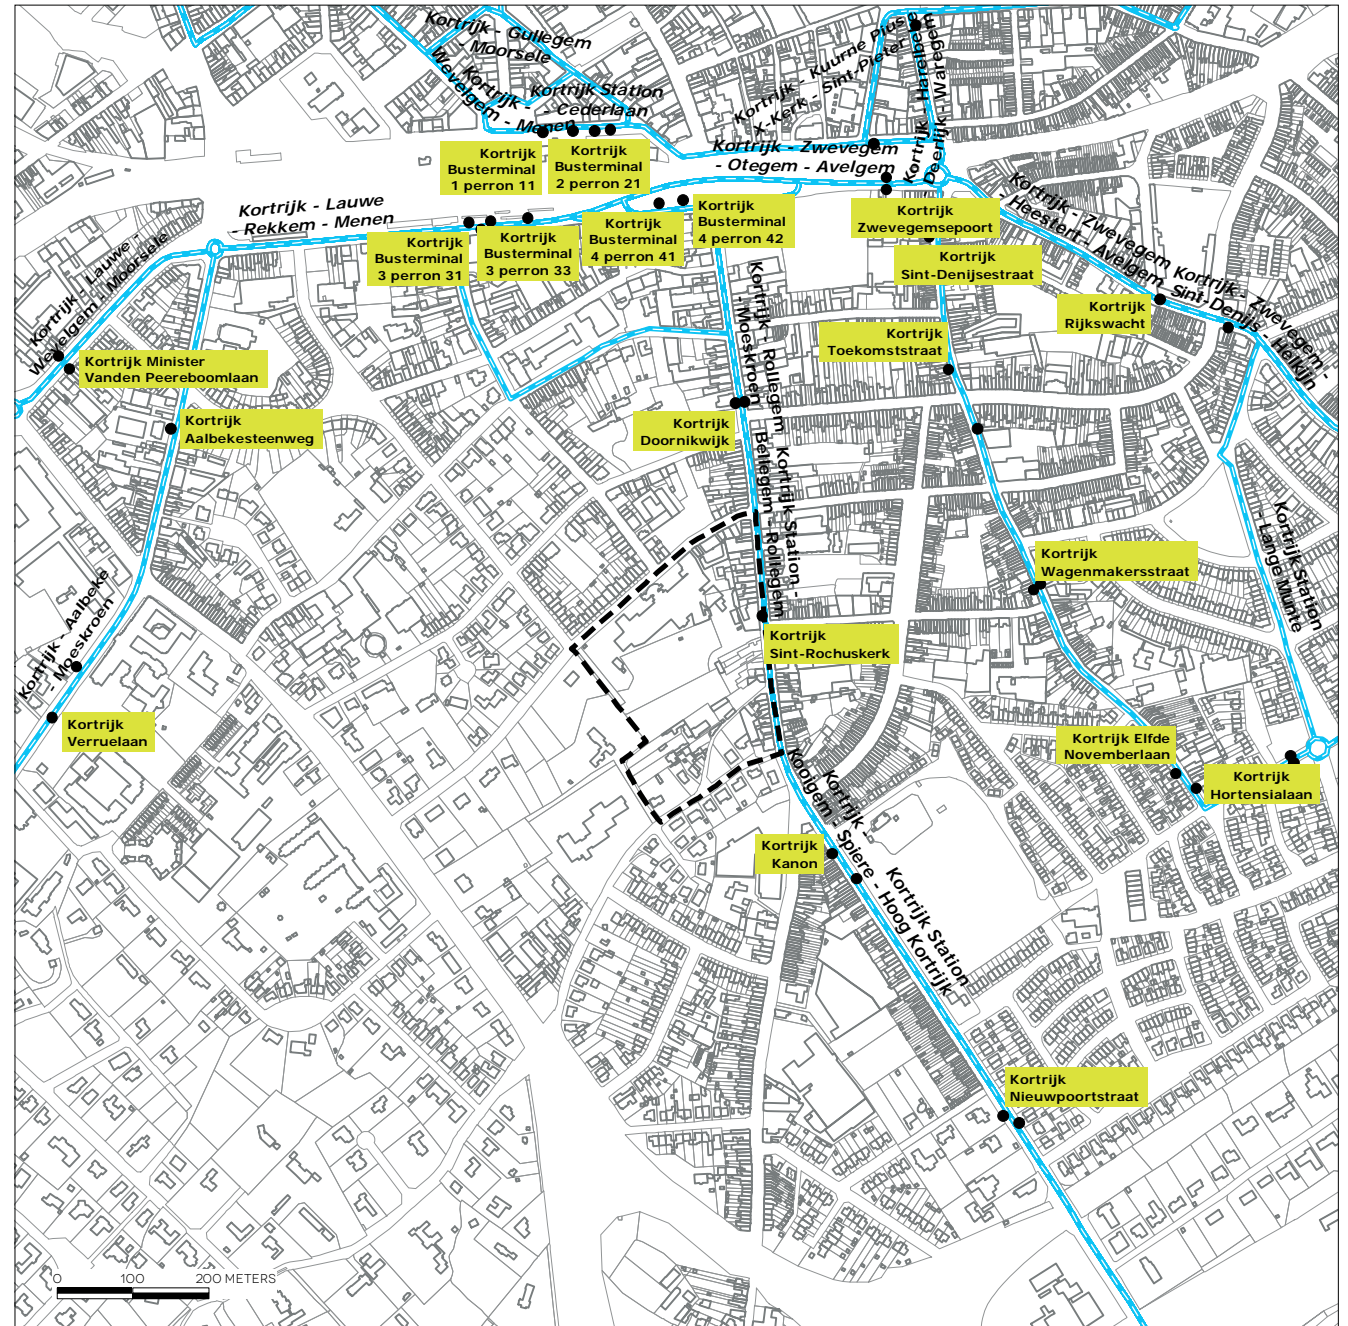 Kortrijk - Gullegem
- Moorsele
Kortrijk -
Wevelgem - Menen
Kortrijk Station
- Cederlaan
Kortrijk - Kuurne Pius
X-Kerk - Sint-Pieter
Kortrijk - Harelbeke
- Deerlijk - Waregem
Kortrijk - Zwevegem
- Otegem - Avelgem
Kortrijk
Busterminal
1 perron 11
Kortrijk
Busterminal
2 perron 21
Kortrijk - Lauwe
- Rekkem - Menen
Kortrijk
Busterminal
3 perron 31
Kortrijk
Busterminal
3 perron 33
Kortrijk
Busterminal
4 perron 41
Kortrijk
Busterminal
4 perron 42
Kortrijk
Zwevegemsepoort
Kortrijk
Sint-Denijsestraat
Kortrijk - Zwevegem
- Heestert - Avelgem
Kortrijk - Zwevegem -
Sint-Denijs - Helkijn
Kortrijk - Lauwe -
Wevelgem - Moorsele
Kortrijk
Rijkswacht
Kortrijk
Toekomststraat
Kortrijk Minister
Vanden Peereboomlaan
Kortrijk
Aalbekesteenweg
Kortrijk - Rollegem
- Moeskroen
Kortrijk
Doornikwijk
Kortrijk Station -
Bellegem - Rollegem
Kortrijk Station
- Lange Munte
Kortrijk
Wagenmakersstraat
Kortrijk - Aalbeke
- Moeskroen
Kortrijk
Sint-Rochuskerk
Kortrijk
Verruelaan
Kortrijk Elfde
Novemberlaan
Kortrijk
Hortensialaan
Kortrijk -
Kooigem - Spiere
Kortrijk
Kanon
Kortrijk Station
- Hoog Kortrijk
Kortrijk
Nieuwpoortstraat
0 100 200 METERS